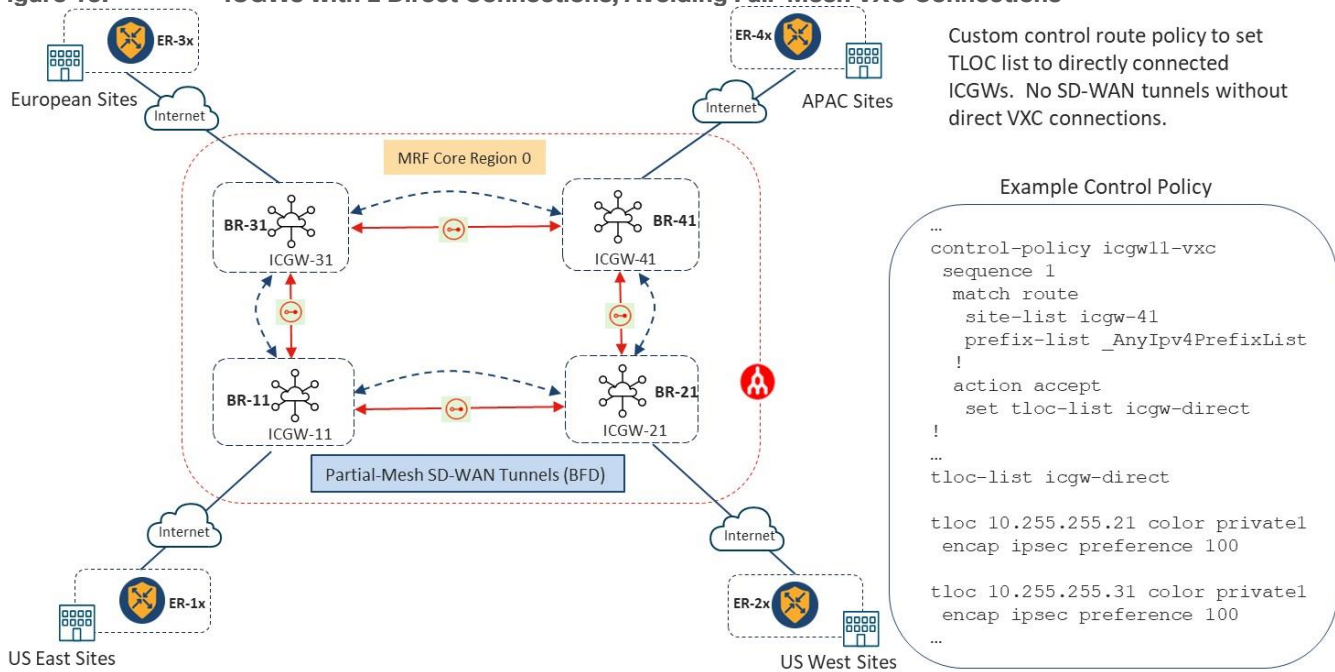 ER-3x
European Sites
Internet
ER-4x
APAC Sites
Internet
Custom control route policy to set
TLOC list to directly connected
ICGWs. No SD-WAN tunnels without
direct VXC connections.
MRF Core Region 0
BR-31
ICGW-31
BR-41
ICGW-41
BR-11
ICGW-11
BR-21
ICGW-21
Partial-Mesh SD-WAN Tunnels (BFD)
Internet
ER-1x
US East Sites
Internet
ER-2x
US West Sites
Example Control Policy
…
control-policy icgw11-vxc
sequence 1
match route
site-list icgw-41
prefix-list _AnyIpv4PrefixList
!
action accept
set tloc-list icgw-direct
!
…
tloc-list icgw-direct
tloc 10.255.255.21 color private1
encap ipsec preference 100
tloc 10.255.255.31 color private1
encap ipsec preference 100
…